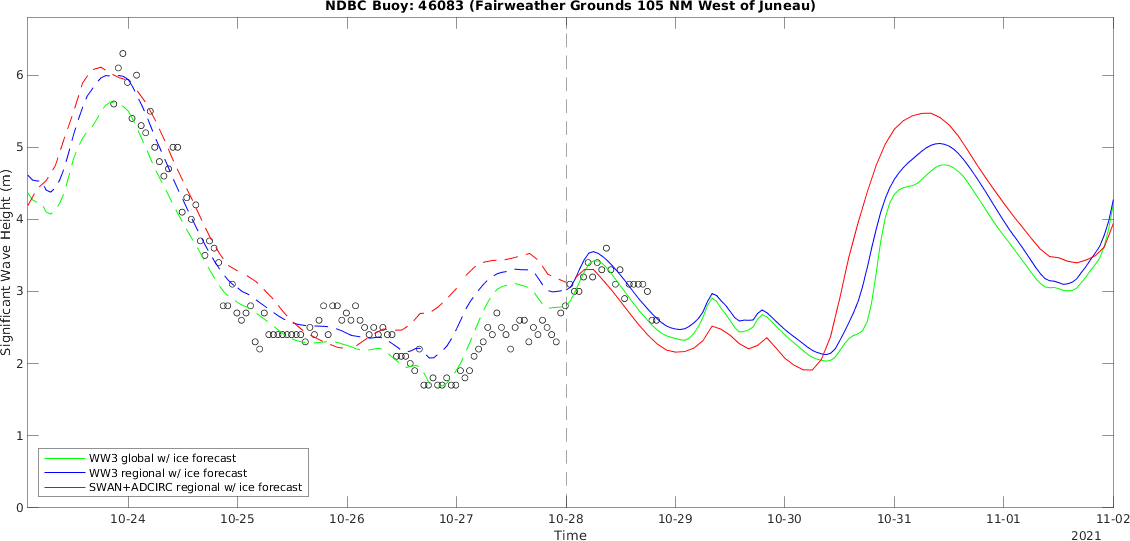 NDBC Buoy: 46083 (Fairweather Grounds 105 NM West of Juneau)
Significant Wave Height (m)
6
5
4
3
2
1
0
WW3 global w/ ice forecast
WW3 regional w/ ice forecast
SWAN+ADCIRC regional w/ ice forecast
10-24 10-25 10-26 10-27 10-28 10-29 10-30 10-31 11-01 11-02
Time
2021